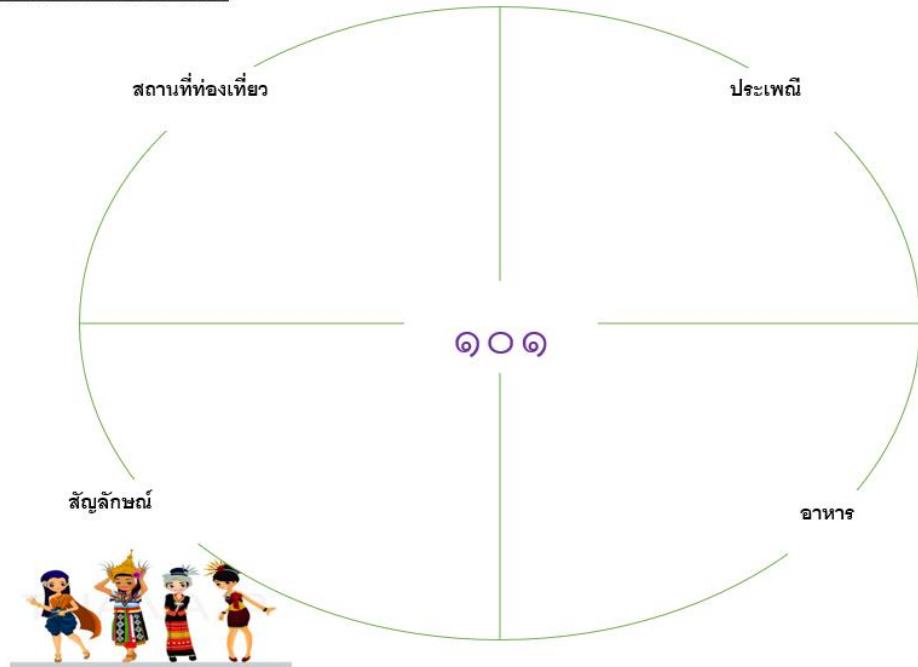 สถานที่ท่องเที่ยว
ประเพณี
๑๐๑
สัญลักษณ์
อาหาร